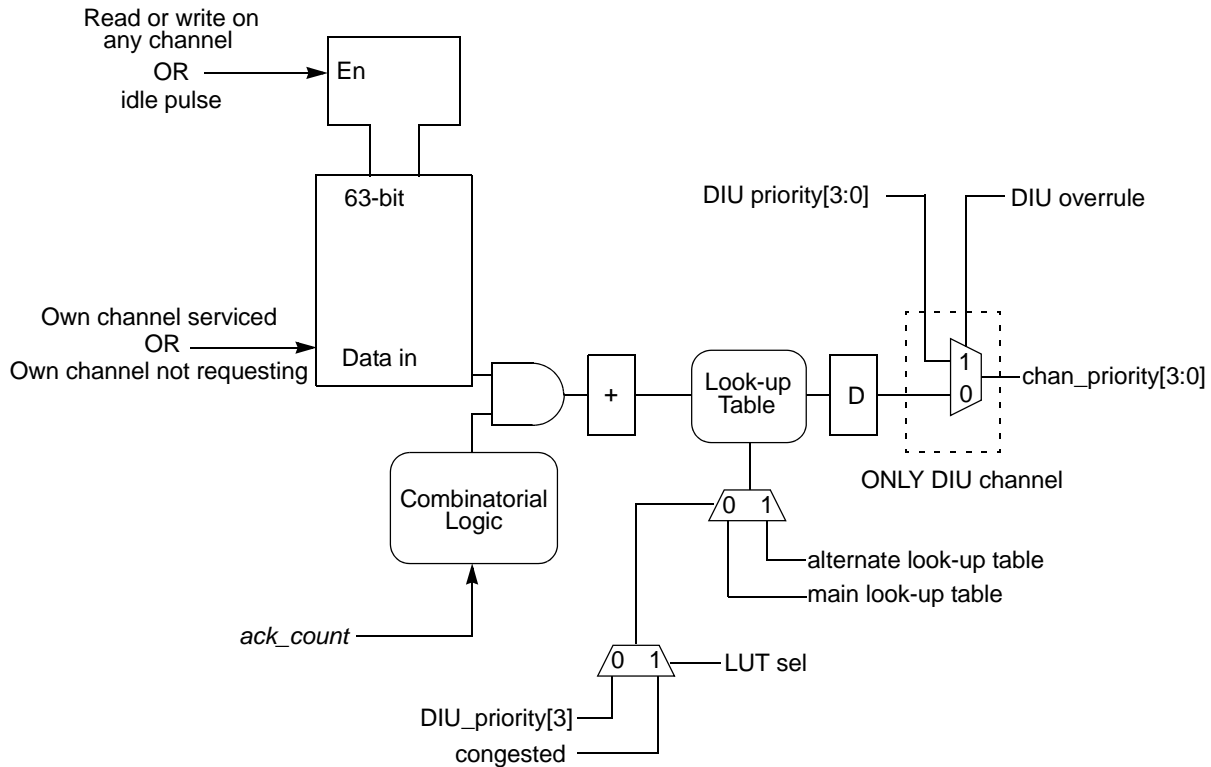 Read or write on
any channel
OR
idle pulse
En
63-bit
DIU priority[3:0]
DIU overrule
Own channel serviced
OR
Own channel not requesting
Data in
+
Look-up
Table
D
1
0
chan_priority[3:0]
ONLY DIU channel
Combinatorial
Logic
0 1
alternate look-up table
main look-up table
ack_count
0 1
LUT sel
DIU_priority[3]
congested